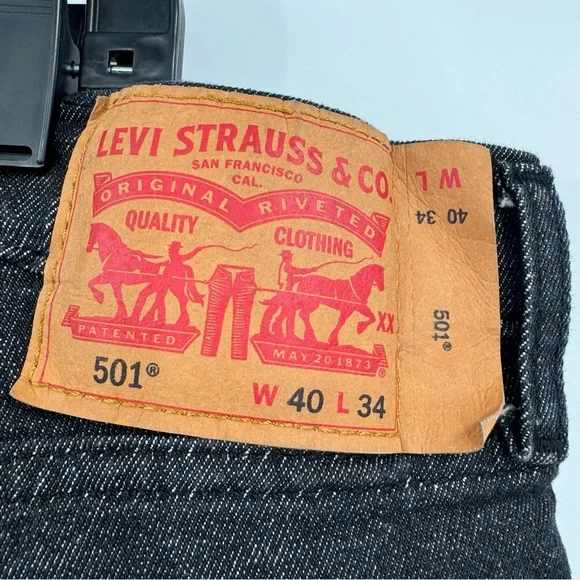 LEVI STRAUSS & CO.
SAN FRANCISCO
CAL.
ORIGINAL RIVETED
QUALITY CLOTHING
XX
PATENTED
MAY 20 1873
®
501®
W 40 L 34
W L
40 34
501®